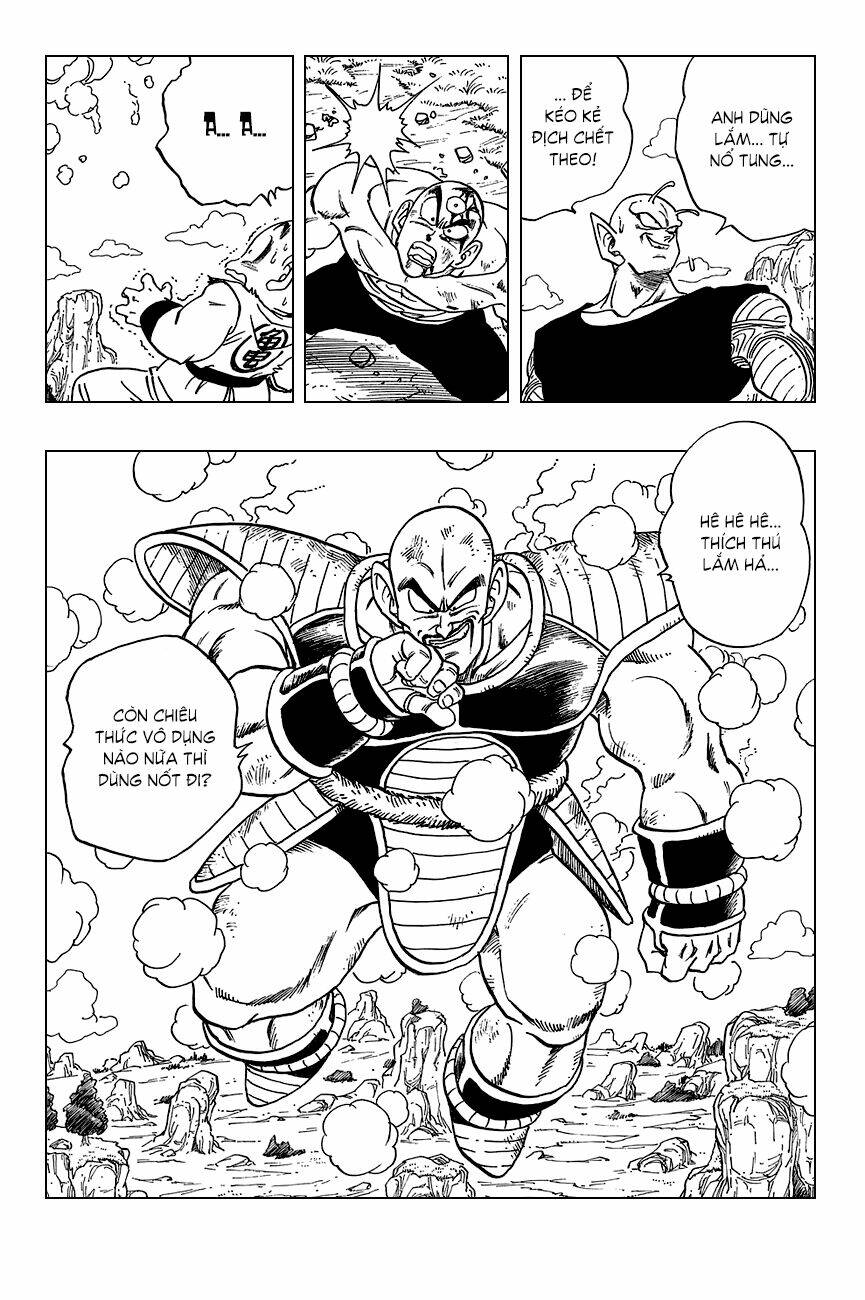 ANH DŨNG
LẮM... TỰ
NỔ TUNG...
... ĐỂ
KÉO KẺ
ĐỊCH CHẾT
THEO!
A... A...
HÊ HÊ HÊ...
THÍCH THÚ
LẮM HẢ...
CÒN CHIÊU
THỨC VÔ DỤNG
NÀO NỮA THÌ
DÙNG NỐT ĐI?